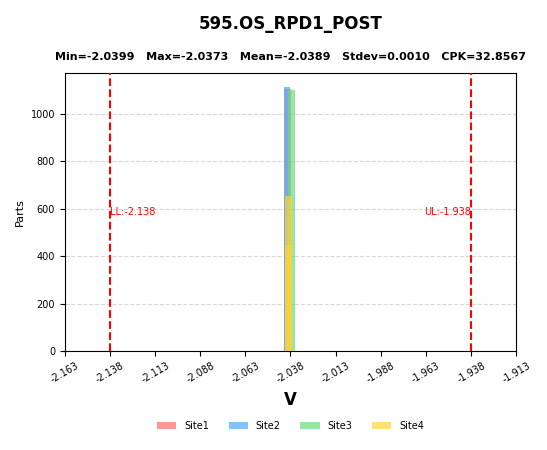 595.OS_RPD1_POST
Min=-2.0399 Max=-2.0373 Mean=-2.0389 Stdev=0.0010 CPK=32.8567
Parts
1000
800
600
400
200
0
LL:-2.138
UL:-1.938
-2.163 -2.138 -2.113 -2.088 -2.063 -2.038 -2.013 -1.988 -1.963 -1.938 -1.913
V
Site1 Site2 Site3 Site4